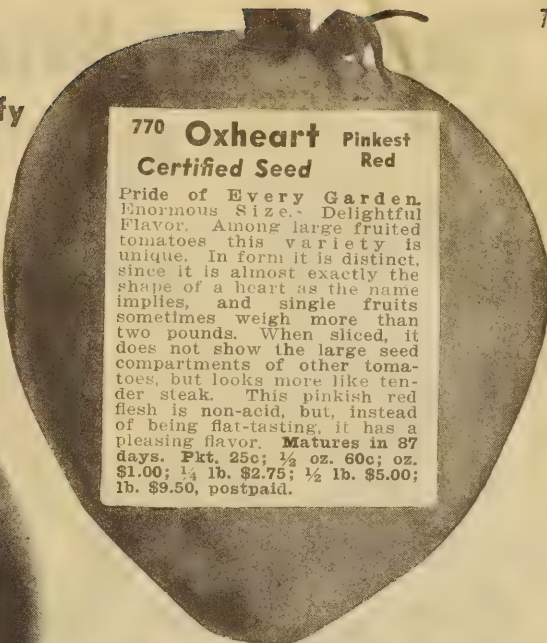 7
fy
770 Oxheart Pinkest Red
Certified Seed
Pride of Every Garden.
Enormous Size. Delightful
Flavor. Among large fruited
tomatoes this variety is
unique. In form it is distinct,
since it is almost exactly the
shape of a heart as the name
implies, and single fruits
sometimes weigh more than
two pounds. When sliced, it
does not show the large seed
compartments of other toma-
toes, but looks more like ten-
der steak. This pinkish red
flesh is non-acid, but, instead
of being flat-tasting, it has a
pleasing flavor. Matures in 87
days. Pkt. 25c; ½ oz. 60c; oz.
$1.00; ¼ lb. $2.75; ½ lb. $5.00;
lb. $9.50, postpaid.